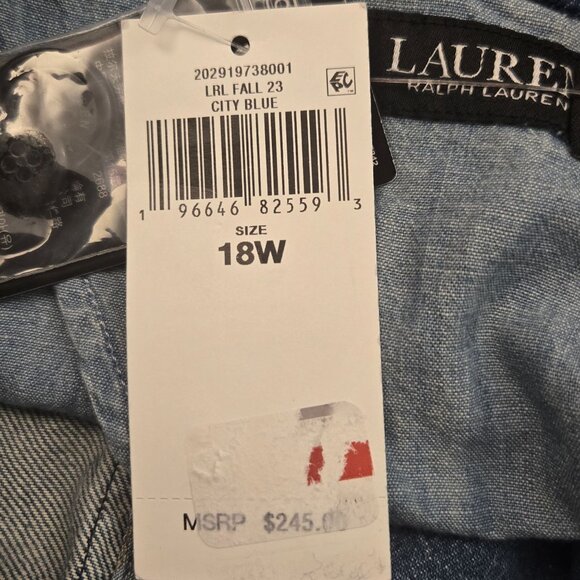 202919738001
LRL FALL 23
CITY BLUE
1 96646 82559 3
SIZE
18W
MSRP $245.00
LAUREN
RALPH LAUREN